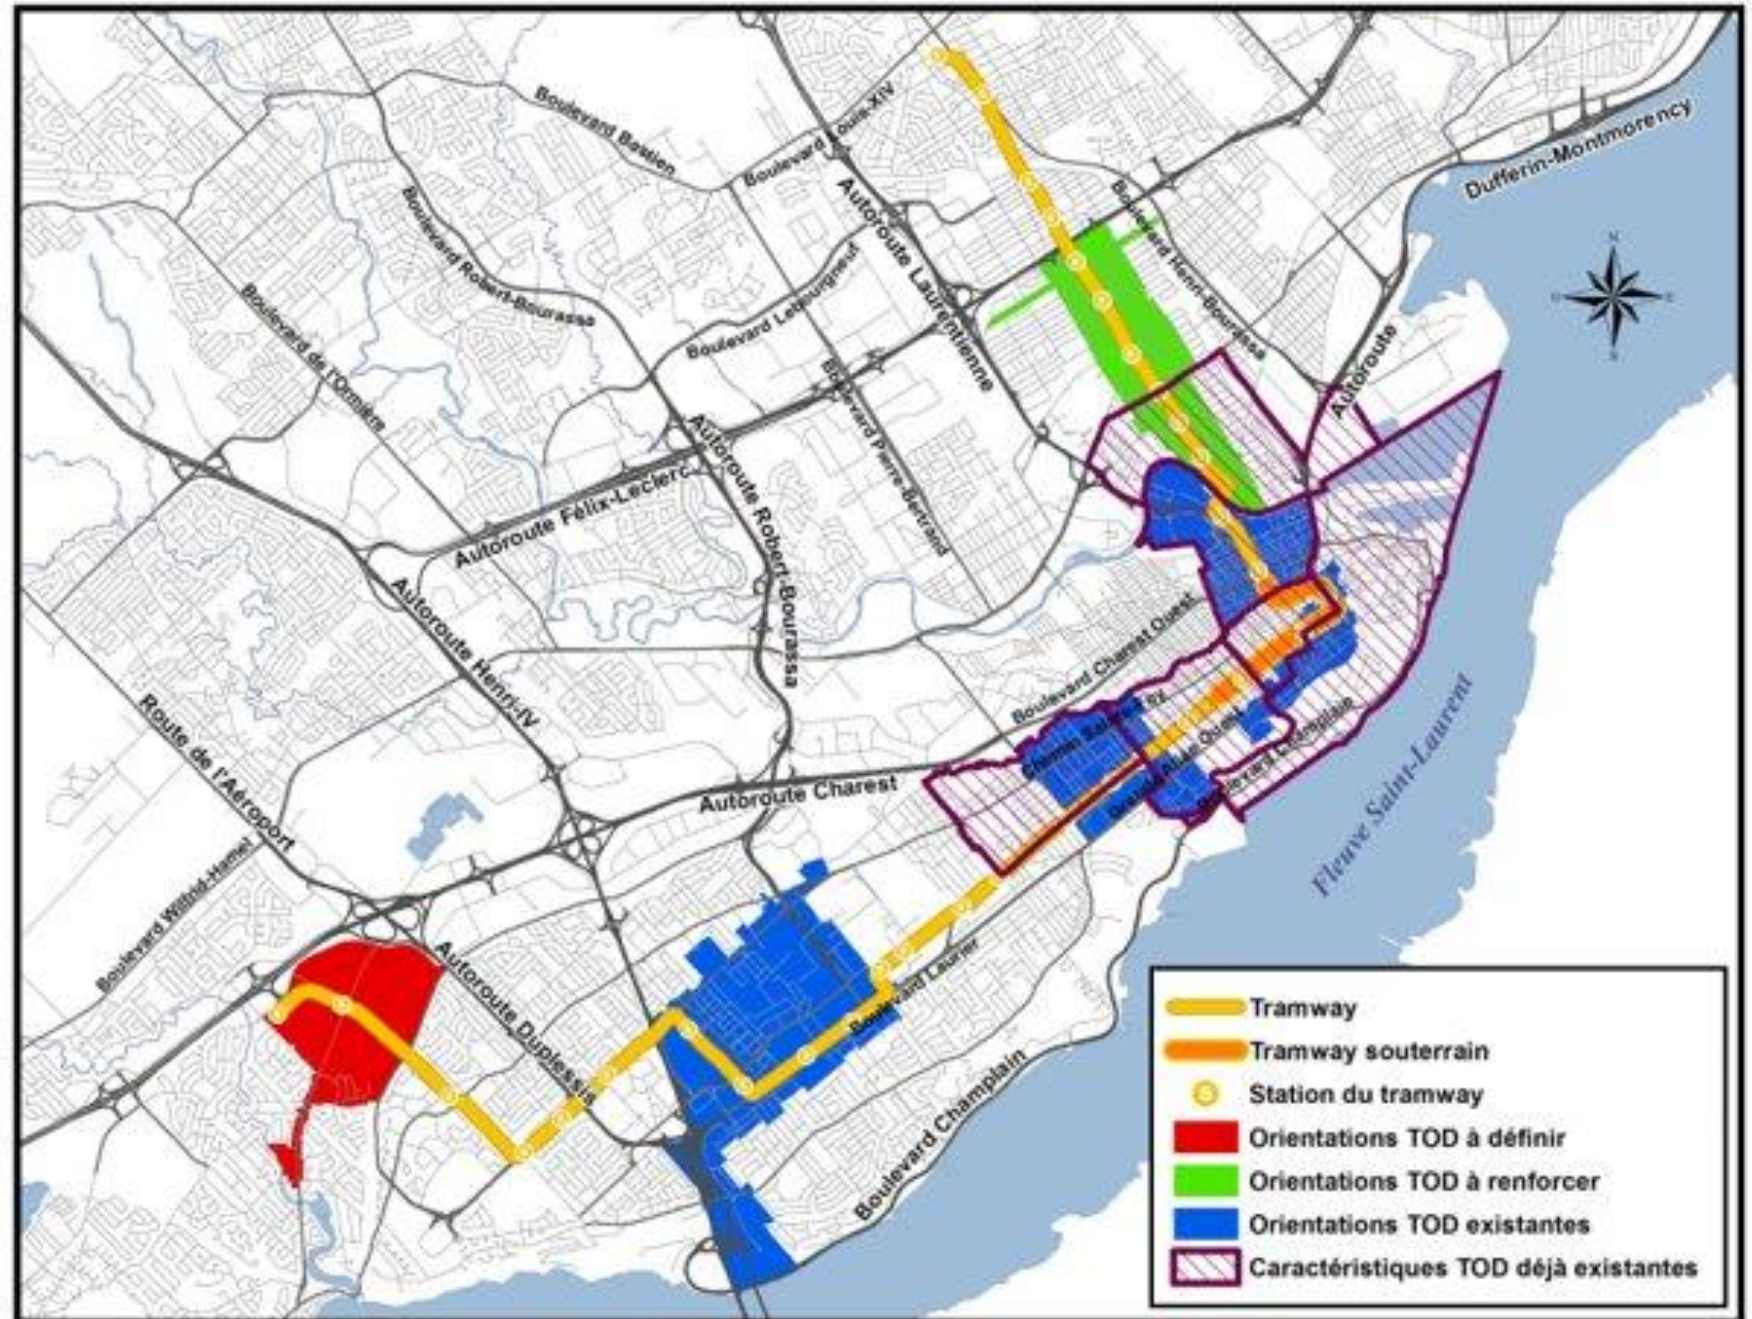 Boulevard Bastien
Boulevard Louis-XIV
Dufferin-Montmorency
Autoroute Laurentienne
Boulevard Henri-Bourassa
Boulevard Robert-Bourassa
Boulevard Lebourgneuf
Boulevard de l'Ormière
N
S
Autoroute
Boulevard Pierre-Bertrand
Autoroute Félix-Leclerc
Autoroute Robert-Bourassa
Autoroute Henri-IV
Boulevard Charest Ouest
Route de l'Aéroport
Autoroute Charest
Boulevard Champlain
Fleuve Saint-Laurent
Boulevard Wilfrid-Hamel
Autoroute Duplessis
Boulevard Laurier
Boulevard Champlain
Tramway
Tramway souterrain
Station du tramway
Orientations TOD à définir
Orientations TOD à renforcer
Orientations TOD existantes
Caractéristiques TOD déjà existantes